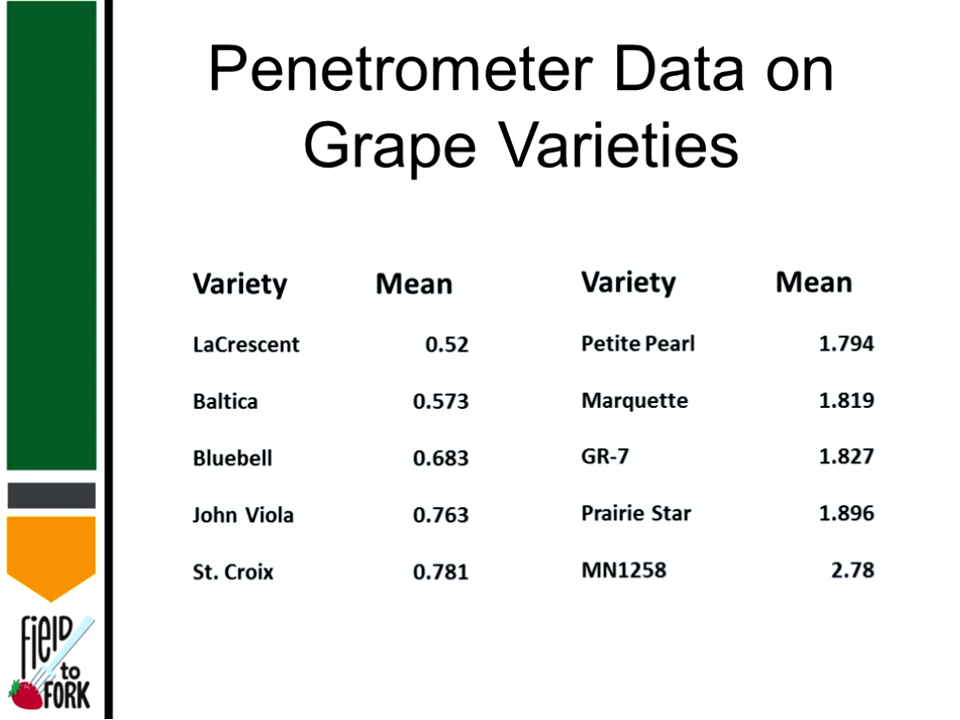 Penetrometer Data on
Grape Varieties
Variety Mean
LaCrescent 0.52
Baltica 0.573
Bluebell 0.683
John Viola 0.763
St. Croix 0.781
Variety Mean
Petite Pearl 1.794
Marquette 1.819
GR-7 1.827
Prairie Star 1.896
MN1258 2.78
FiElD
to
FORK